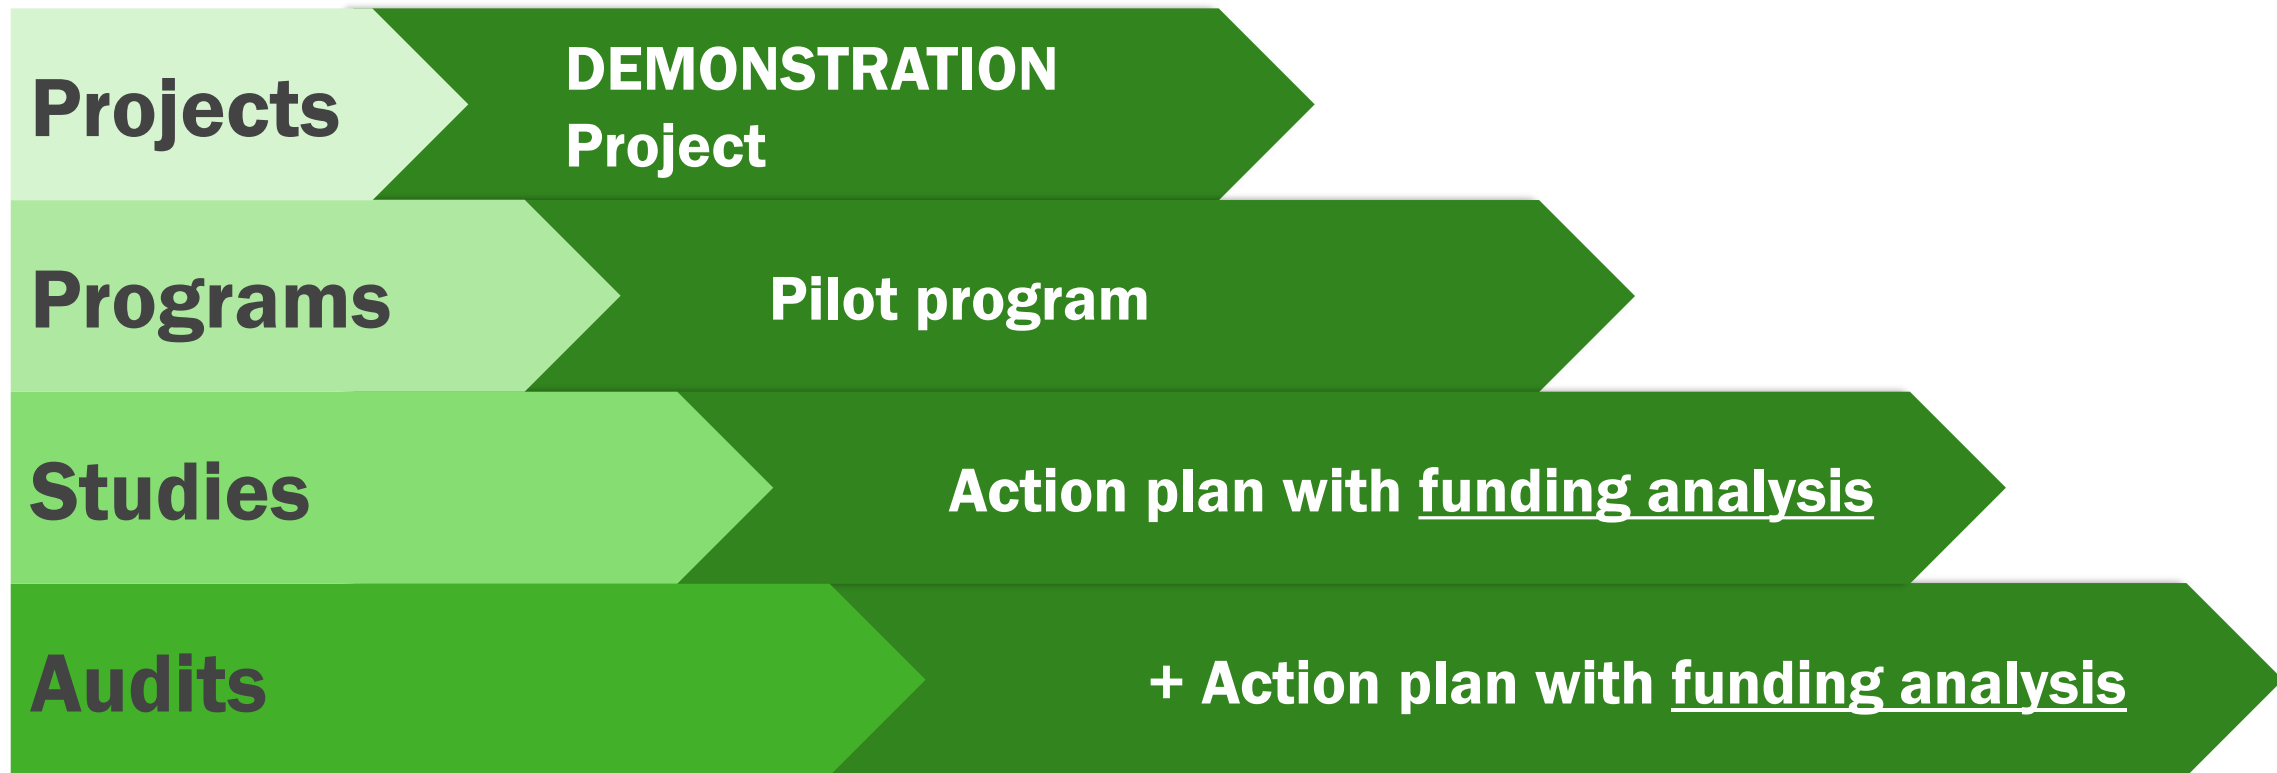 Projects
DEMONSTRATION
Project
Programs
Pilot program
Studies
Action plan with funding analysis
Audits
+ Action plan with funding analysis